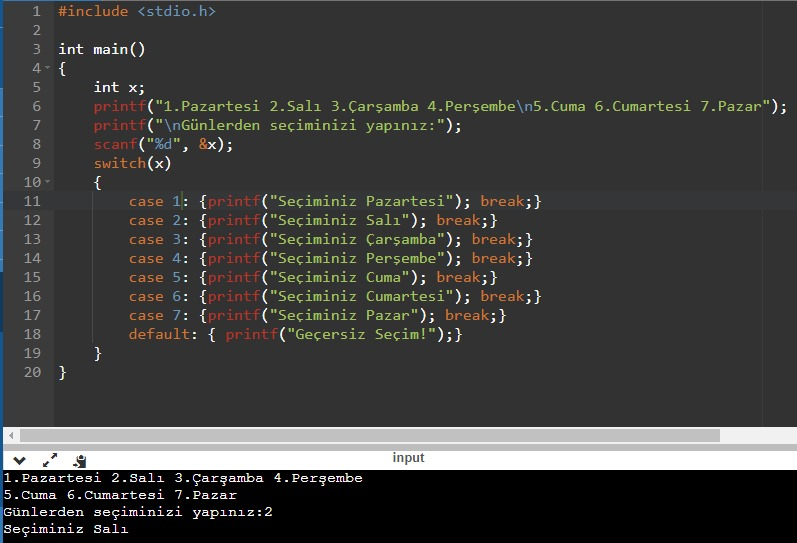 1 #include <stdio.h>
2
3 int main()
4 {
5 int x;
6 printf("1.Pazartesi 2.Salı 3.Çarşamba 4.Perşembe\n5.Cuma 6.Cumartesi 7.Pazar");
7 printf("\nGünlerden seçiminizi yapınız:");
8 scanf("%d", &x);
9 switch(x)
10 {
11 case 1: {printf("Seçiminiz Pazartesi"); break;}
12 case 2: {printf("Seçiminiz Salı"); break;}
13 case 3: {printf("Seçiminiz Çarşamba"); break;}
14 case 4: {printf("Seçiminiz Perşembe"); break;}
15 case 5: {printf("Seçiminiz Cuma"); break;}
16 case 6: {printf("Seçiminiz Cumartesi"); break;}
17 case 7: {printf("Seçiminiz Pazar"); break;}
18 default: { printf("Geçersiz Seçim!");}
19 }
20 }
input
1.Pazartesi 2.Salı 3.Çarşamba 4.Perşembe
5.Cuma 6.Cumartesi 7.Pazar
Günlerden seçiminizi yapınız:2
Seçiminiz Salı